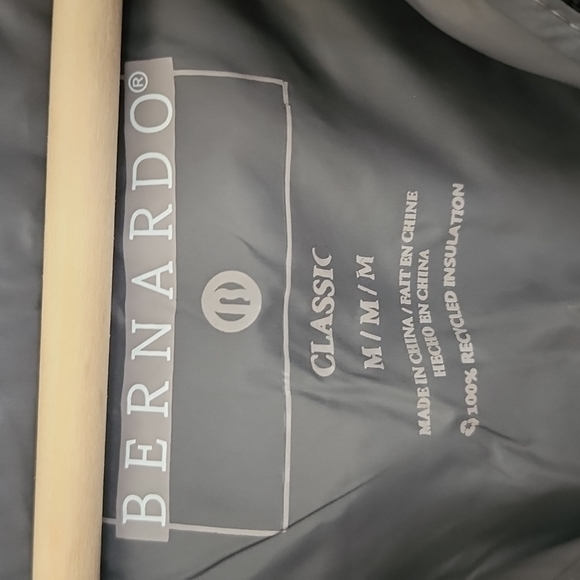 BERNARDO®
CLASSIC
M/M/M
MADE IN CHINA/FAIT EN CHINE
HECHO EN CHINA
100% RECYCLED INSULATION